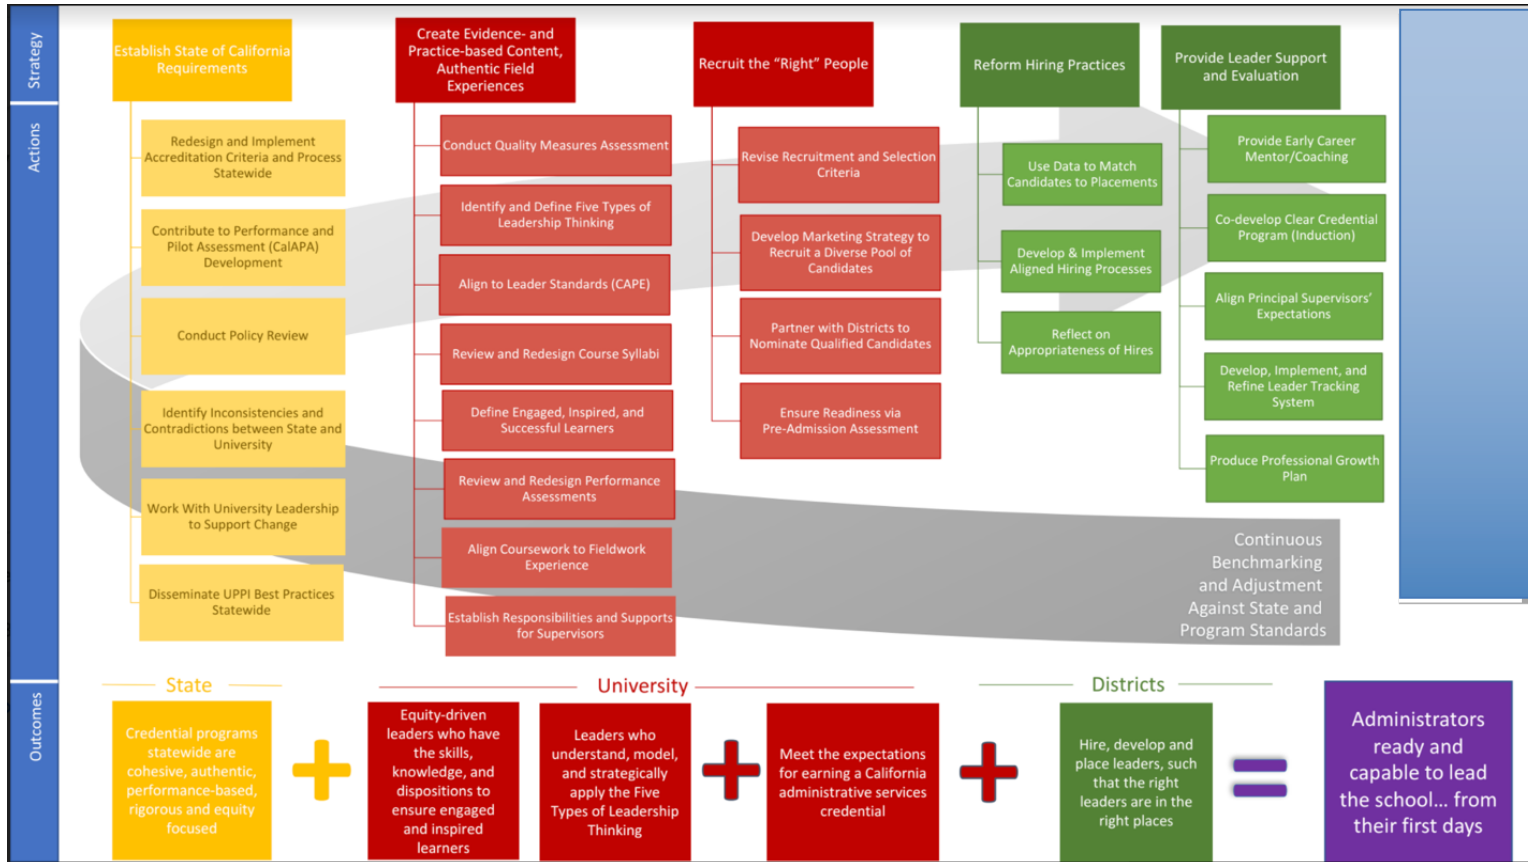 Strategy
Establish State of California
Requirements
Create Evidence- and
Practice-based Content,
Authentic Field
Experiences
Recruit the “Right” People
Reform Hiring Practices
Provide Leader Support
and Evaluation
Actions
Redesign and Implement
Accreditation Criteria and Process
Statewide
Contribute to Performance and
Pilot Assessment (CalAPA)
Development
Conduct Policy Review
Identify Inconsistencies and
Contradictions between State and
University
Work With University Leadership
to Support Change
Disseminate UPPI Best Practices
Statewide
Conduct Quality Measures Assessment
Identify and Define Five Types of
Leadership Thinking
Align to Leader Standards (CAPE)
Review and Redesign Course Syllabi
Define Engaged, Inspired, and
Successful Learners
Review and Redesign Performance
Assessments
Align Coursework to Fieldwork
Experience
Establish Responsibilities and Supports
for Supervisors
Revise Recruitment and Selection
Criteria
Develop Marketing Strategy to
Recruit a Diverse Pool of
Candidates
Partner with Districts to
Nominate Qualified Candidates
Ensure Readiness via
Pre-Admission Assessment
Use Data to Match
Candidates to Placements
Develop & Implement
Aligned Hiring Processes
Reflect on
Appropriateness of Hires
Provide Early Career
Mentor/Coaching
Co-develop Clear Credential
Program (Induction)
Align Principal Supervisors’
Expectations
Develop, Implement, and
Refine Leader Tracking
System
Produce Professional Growth
Plan
Continuous
Benchmarking
and Adjustment
Against State and
Program Standards
Outcomes
State
Credential programs
statewide are
cohesive, authentic,
performance-based,
rigorous and equity
focused
University
Equity-driven
leaders who have
the skills,
knowledge, and
dispositions to
ensure engaged
and inspired
learners
Leaders who
understand, model,
and strategically
apply the Five
Types of Leadership
Thinking
Meet the expectations
for earning a California
administrative services
credential
Districts
Hire, develop and
place leaders, such
that the right
leaders are in the
right places
Administrators
ready and
capable to lead
the school... from
their first days